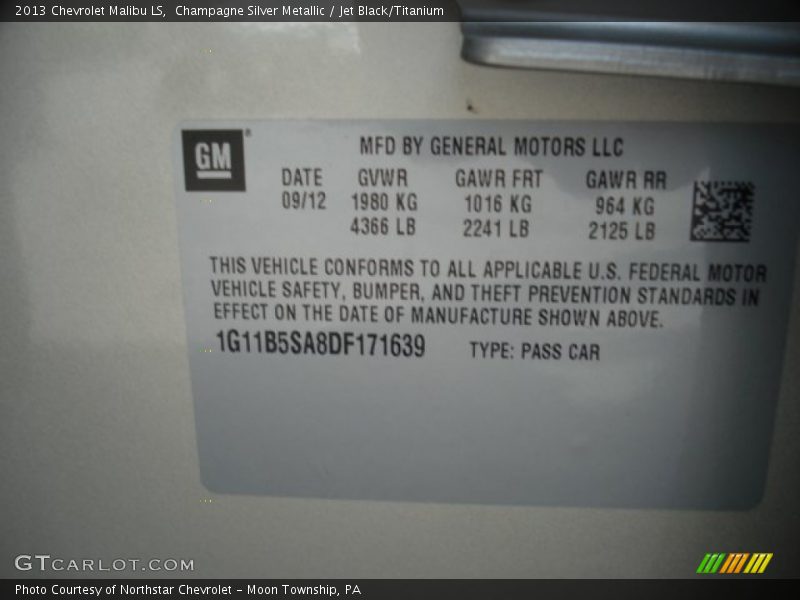 2013 Chevrolet Malibu LS, Champagne Silver Metallic / Jet Black/Titanium
GM
MFD BY GENERAL MOTORS LLC
DATE GVWR GAWR FRT GAWR RR
09/12 1980 KG 1016 KG 964 KG
4366 LB 2241 LB 2125 LB
THIS VEHICLE CONFORMS TO ALL APPLICABLE U.S. FEDERAL MOTOR
VEHICLE SAFETY, BUMPER, AND THEFT PREVENTION STANDARDS IN
EFFECT ON THE DATE OF MANUFACTURE SHOWN ABOVE.
1G11B5SA8DF171639 TYPE: PASS CAR
GTCARLOT.COM
Photo Courtesy of Northstar Chevrolet - Moon Township, PA